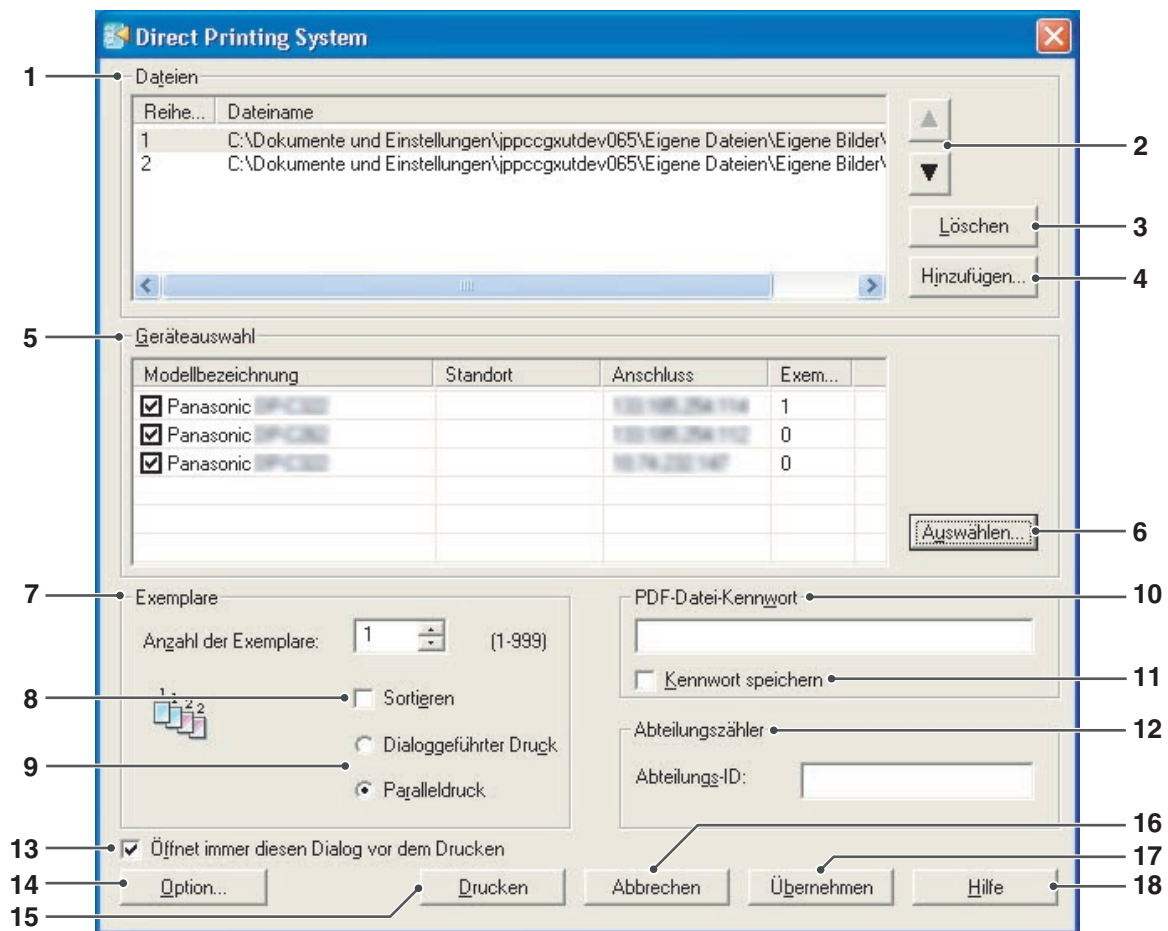 Direct Printing System
1
Dateien
Reihe... Dateiname
1 C:\Dokumente und Einstellungen\jppccgxutdev065\Eigene Dateien\Eigene Bilder\
2 C:\Dokumente und Einstellungen\jppccgxutdev065\Eigene Dateien\Eigene Bilder\
2
Löschen
3
Hinzufügen...
4
5
Geräteauswahl
Modellbezeichnung Standort Anschluss Exem...
Panasonic 1
Panasonic 0
Panasonic 0
Auswählen...
6
7
Exemplare
Anzahl der Exemplare: 1 (1-999)
1 1 2 2
8
Sortieren
9
Dialoggeführter Druck
Paralleldruck
PDF-Datei-Kennwort
10
Kennwort speichern
11
Abteilungszähler
12
Abteilungs-ID:
13
Öffnet immer diesen Dialog vor dem Drucken
16
17
14
Option...
Drucken
Abbrechen
Übernehmen
Hilfe
18
15